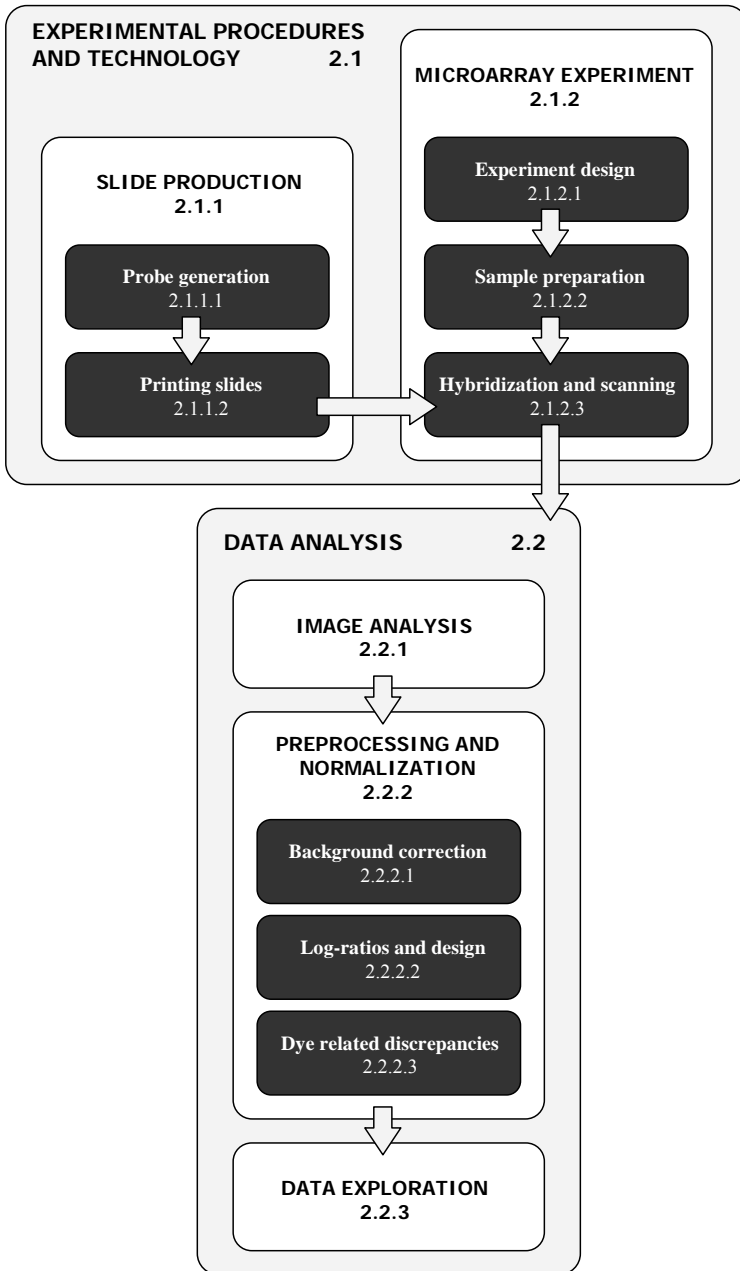 EXPERIMENTAL PROCEDURES
AND TECHNOLOGY 2.1
SLIDE PRODUCTION
2.1.1
Probe generation
2.1.1.1
Printing slides
2.1.1.2
MICROARRAY EXPERIMENT
2.1.2
Experiment design
2.1.2.1
Sample preparation
2.1.2.2
Hybridization and scanning
2.1.2.3
DATA ANALYSIS 2.2
IMAGE ANALYSIS
2.2.1
PREPROCESSING AND
NORMALIZATION
2.2.2
Background correction
2.2.2.1
Log-ratios and design
2.2.2.2
Dye related discrepancies
2.2.2.3
DATA EXPLORATION
2.2.3